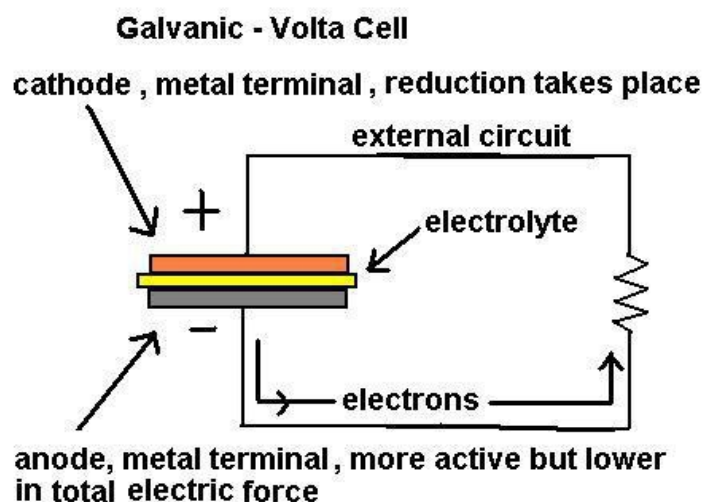 Galvanic - Volta Cell
cathode , metal terminal , reduction takes place
external circuit
+
electrolyte
−
electrons
anode, metal terminal , more active but lower
in total electric force